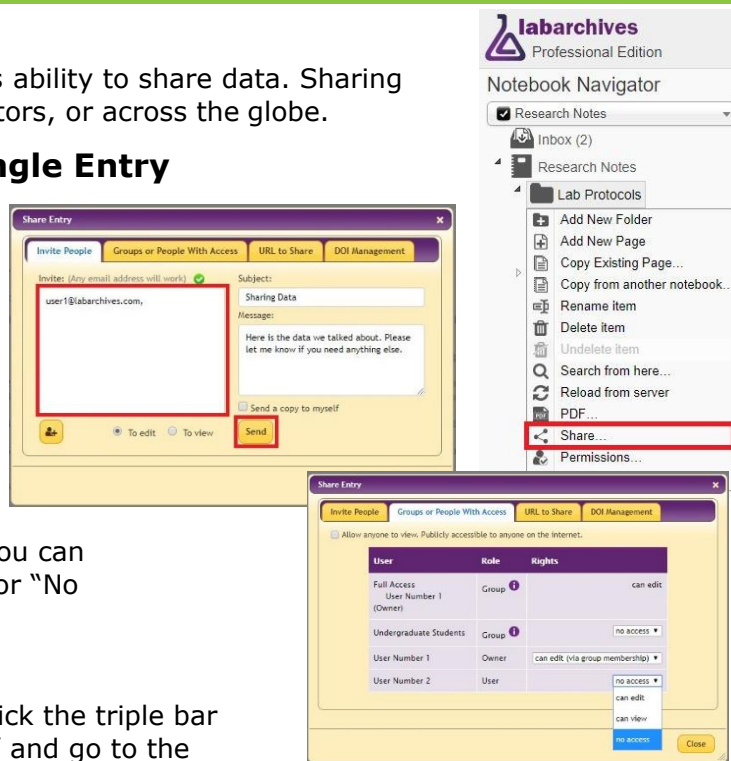 s ability to share data. Sharing
tors, or across the globe.
ngle Entry
Share Entry
x
Invite People
Groups or People With Access
URL to Share
DOI Management
Invite: (Any email address will work)
user1@labarchives.com,
Subject:
Sharing Data
Message:
Here is the data we talked about. Please
let me know if you need anything else.
Send a copy to myself
To edit
To view
Send
labarchives
Professional Edition
Notebook Navigator
Research Notes
Inbox (2)
Research Notes
Lab Protocols
Add New Folder
Add New Page
Copy Existing Page...
Copy from another notebook...
Rename item
Delete item
Undelete item
Search from here...
Reload from server
PDF...
Share...
Permissions...
ou can
or “No
ick the triple bar
and go to the
Share Entry
x
Invite People
Groups or People With Access
URL to Share
DOI Management
Allow anyone to view. Publicly accessible to anyone on the internet.
User Role Rights
Full Access Group can edit
User Number 1
(Owner)
Undergraduate Students Group no access
User Number 1 Owner can edit (via group membership)
User Number 2 User no access
can edit
can view
no access
Close